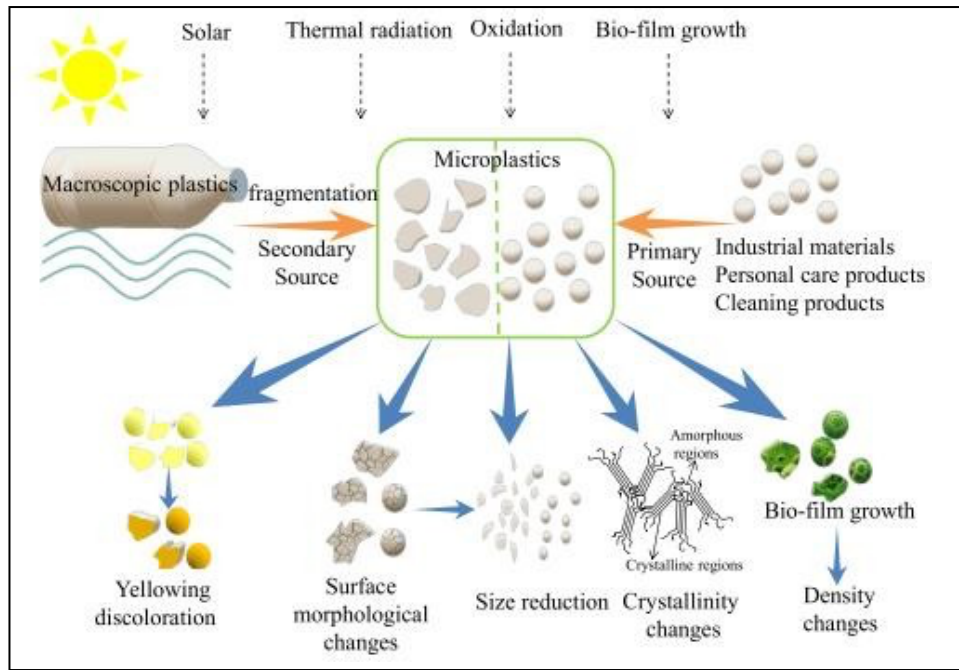 Solar
Thermal radiation
Oxidation
Bio-film growth
Macroscopic plastics
fragmentation
Secondary
Source
Microplastics
Primary
Source
Industrial materials
Personal care products
Cleaning products
Yellowing
discoloration
Surface
morphological
changes
Size reduction
Amorphous
regions
Crystalline regions
Crystallinity
changes
Bio-film growth
Density
changes